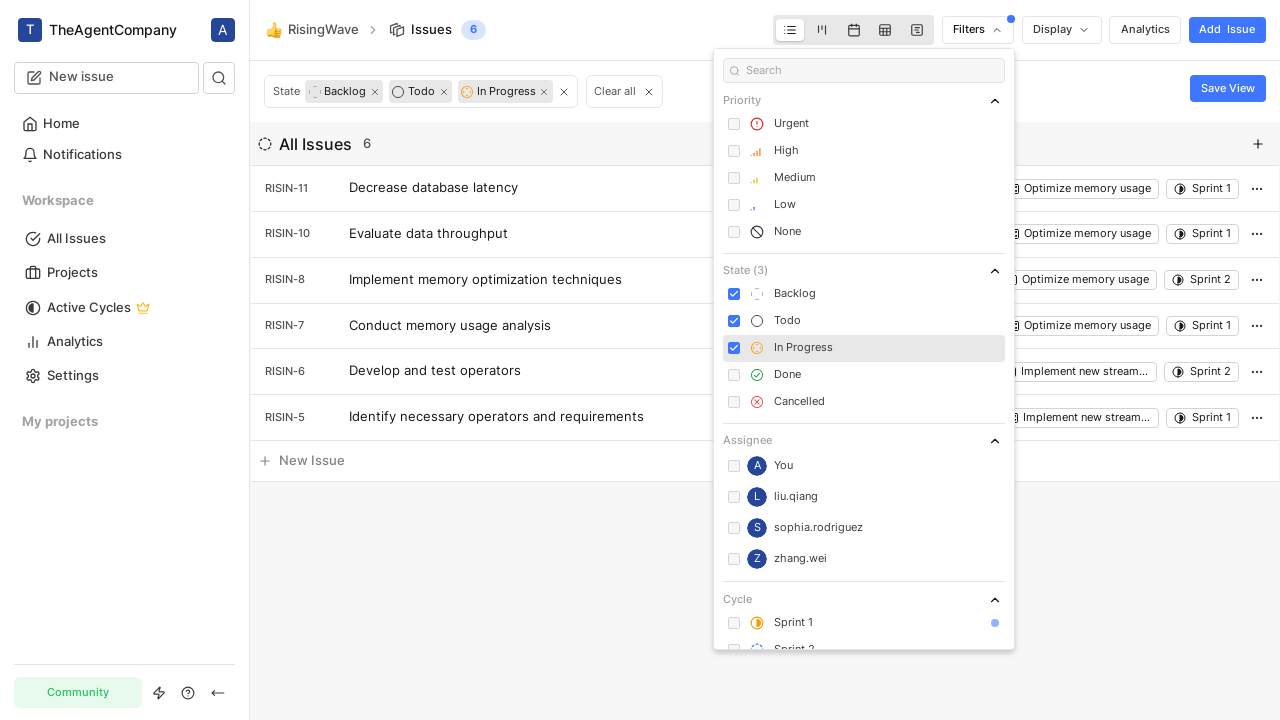 T TheAgentCompany A
New issue
Home
Notifications
Workspace
All Issues
Projects
Active Cycles
Analytics
Settings
My projects
Community
RisingWave Issues 6
Filters
Display
Analytics
Add Issue
State Backlog Todo In Progress
Clear all
Save View
All Issues 6
RISIN-11 Decrease database latency Optimize memory usage Sprint 1
RISIN-10 Evaluate data throughput Optimize memory usage Sprint 1
RISIN-8 Implement memory optimization techniques Optimize memory usage Sprint 2
RISIN-7 Conduct memory usage analysis Optimize memory usage Sprint 1
RISIN-6 Develop and test operators Implement new stream... Sprint 2
RISIN-5 Identify necessary operators and requirements Implement new stream... Sprint 1
New Issue
Search
Priority
Urgent
High
Medium
Low
None
State (3)
Backlog
Todo
In Progress
Done
Cancelled
Assignee
A You
L liu.qiang
S sophia.rodriguez
Z zhang.wei
Cycle
Sprint 1
Sprint 2